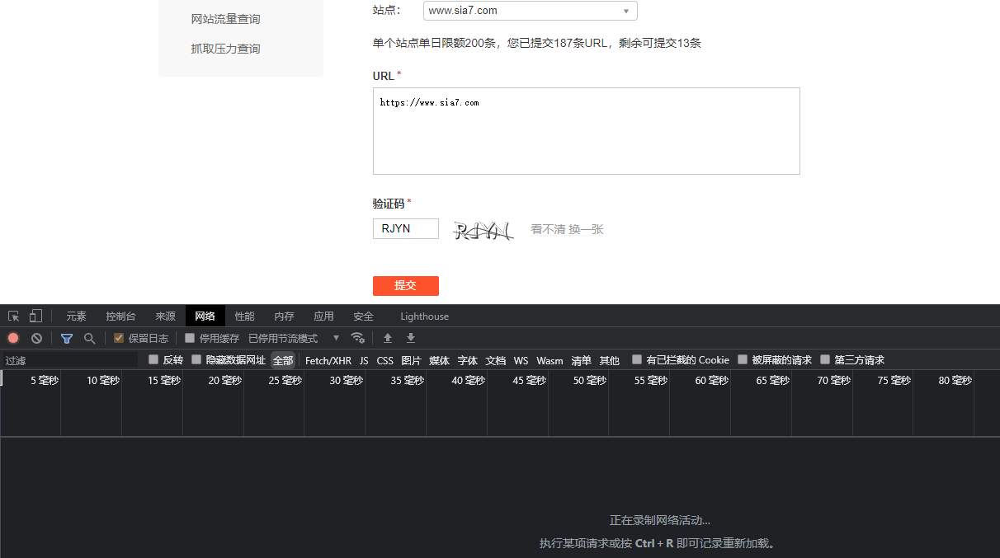 网站流量查询
抓取压力查询
站点： www.sia7.com
单个站点单日限额200条，您已提交187条URL，剩余可提交13条
URL *
https://www.sia7.com
验证码 *
RJYN RJYN 看不清 换一张
提交
元素 控制台 来源 网络 性能 内存 应用 安全 Lighthouse
保留日志 停用缓存 已停用节流模式
过滤 反转 隐藏数据网址 全部 Fetch/XHR JS CSS 图片 媒体 字体 文档 WS Wasm 清单 其他 有已拦截的 Cookie 被屏蔽的请求 第三方请求
5 毫秒 10 毫秒 15 毫秒 20 毫秒 25 毫秒 30 毫秒 35 毫秒 40 毫秒 45 毫秒 50 毫秒 55 毫秒 60 毫秒 65 毫秒 70 毫秒 75 毫秒 80 毫秒
正在录制网络活动...
执行某项请求或按 Ctrl + R 即可记录重新加载。